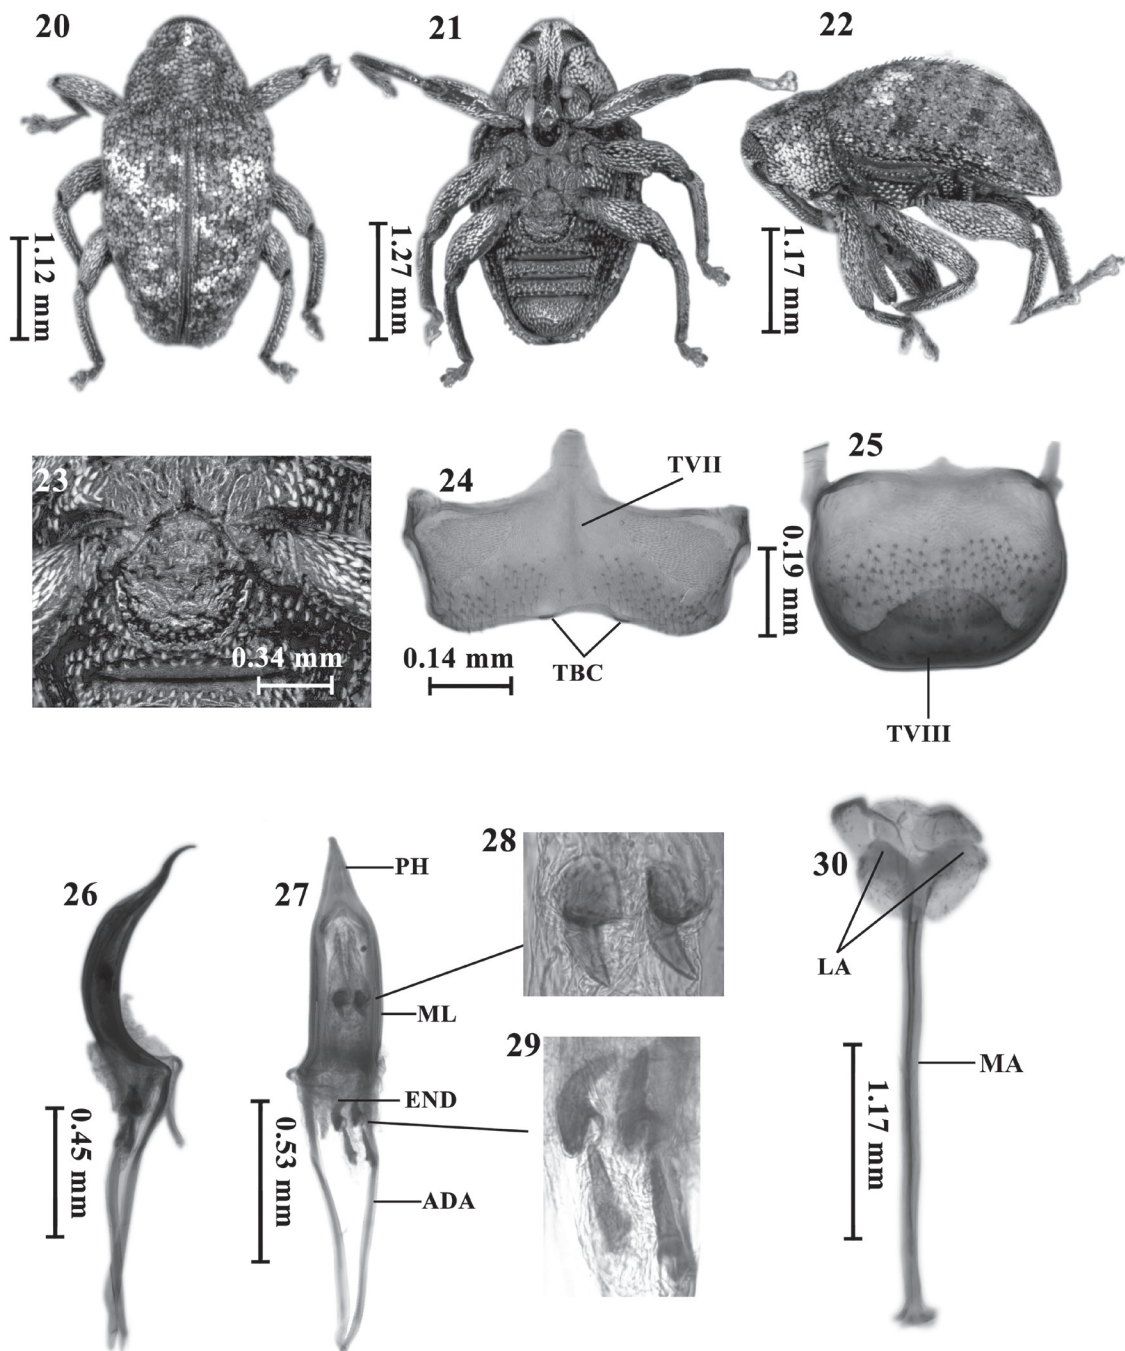 20
21
22
1.12 mm
1.27 mm
1.17 mm
23
0.34 mm
24
TVII
TBC
0.14 mm
25
0.19 mm
TVIII
26
0.45 mm
27
PH
ML
END
ADA
0.53 mm
28
29
30
LA
MA
1.17 mm